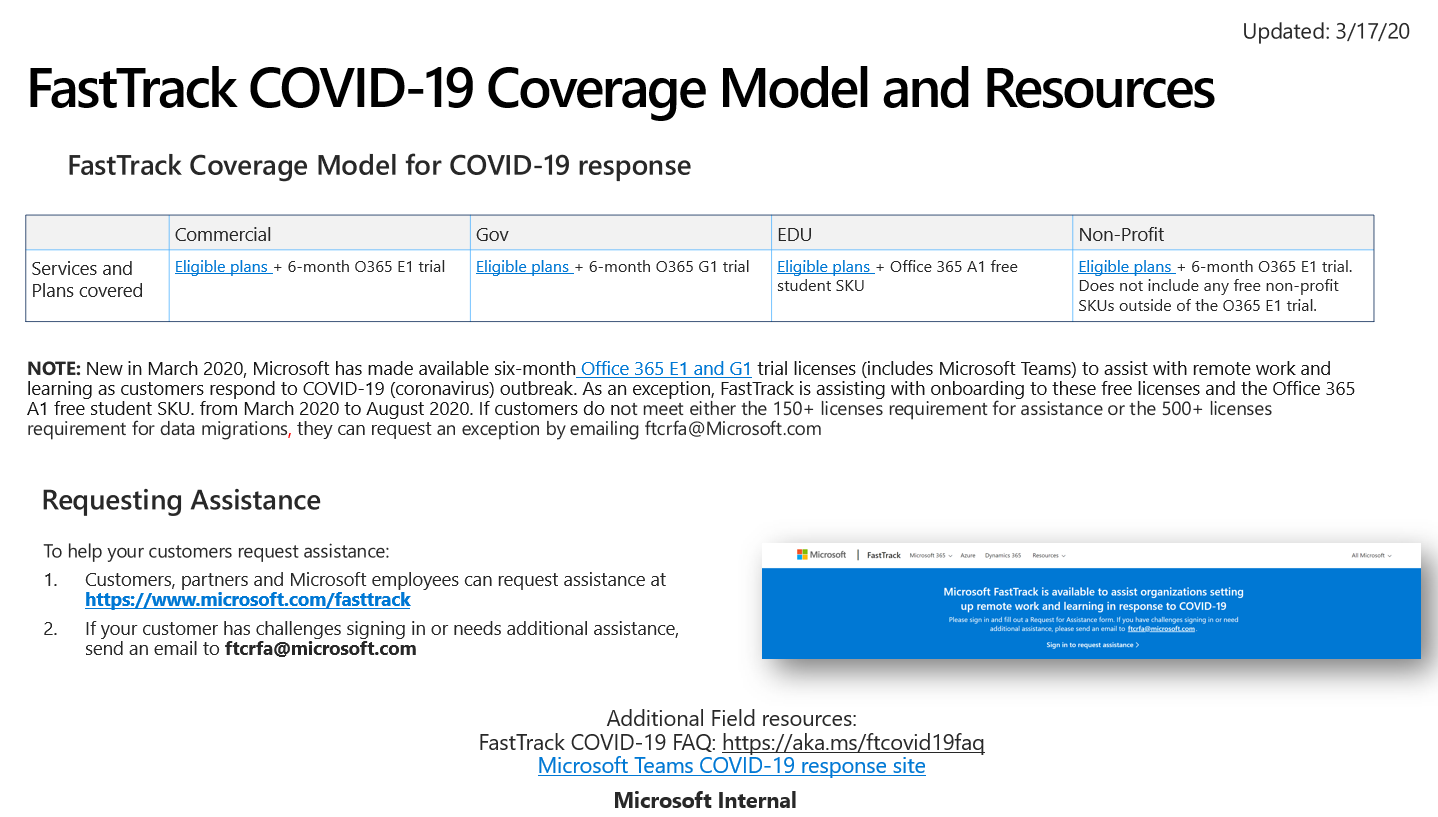 Updated: 3/17/20
FastTrack COVID-19 Coverage Model and Resources
FastTrack Coverage Model for COVID-19 response
Commercial
Gov
EDU
Non-Profit
Services and
Plans covered
Eligible plans + 6-month O365 E1 trial
Eligible plans + 6-month O365 G1 trial
Eligible plans + Office 365 A1 free
student SKU
Eligible plans + 6-month O365 E1 trial.
Does not include any free non-profit
SKUs outside of the O365 E1 trial.
NOTE: New in March 2020, Microsoft has made available six-month Office 365 E1 and G1 trial licenses (includes Microsoft Teams) to assist with remote work and
learning as customers respond to COVID-19 (coronavirus) outbreak. As an exception, FastTrack is assisting with onboarding to these free licenses and the Office 365
A1 free student SKU. from March 2020 to August 2020. If customers do not meet either the 150+ licenses requirement for assistance or the 500+ licenses
requirement for data migrations, they can request an exception by emailing ftcrfa@Microsoft.com
Requesting Assistance
To help your customers request assistance:
1. Customers, partners and Microsoft employees can request assistance at
https://www.microsoft.com/fasttrack
2. If your customer has challenges signing in or needs additional assistance,
send an email to ftcrfa@microsoft.com
Microsoft | FastTrack Microsoft 365 Azure Dynamics 365 Resources All Microsoft
Microsoft FastTrack is available to assist organizations setting
up remote work and learning in response to COVID-19
Please sign in and fill out a Request for Assistance form. If you have challenges signing in or need
additional assistance, please send an email to ftcrfa@microsoft.com.
Sign in to request assistance >
Additional Field resources:
FastTrack COVID-19 FAQ: https://aka.ms/ftcovid19faq
Microsoft Teams COVID-19 response site
Microsoft Internal